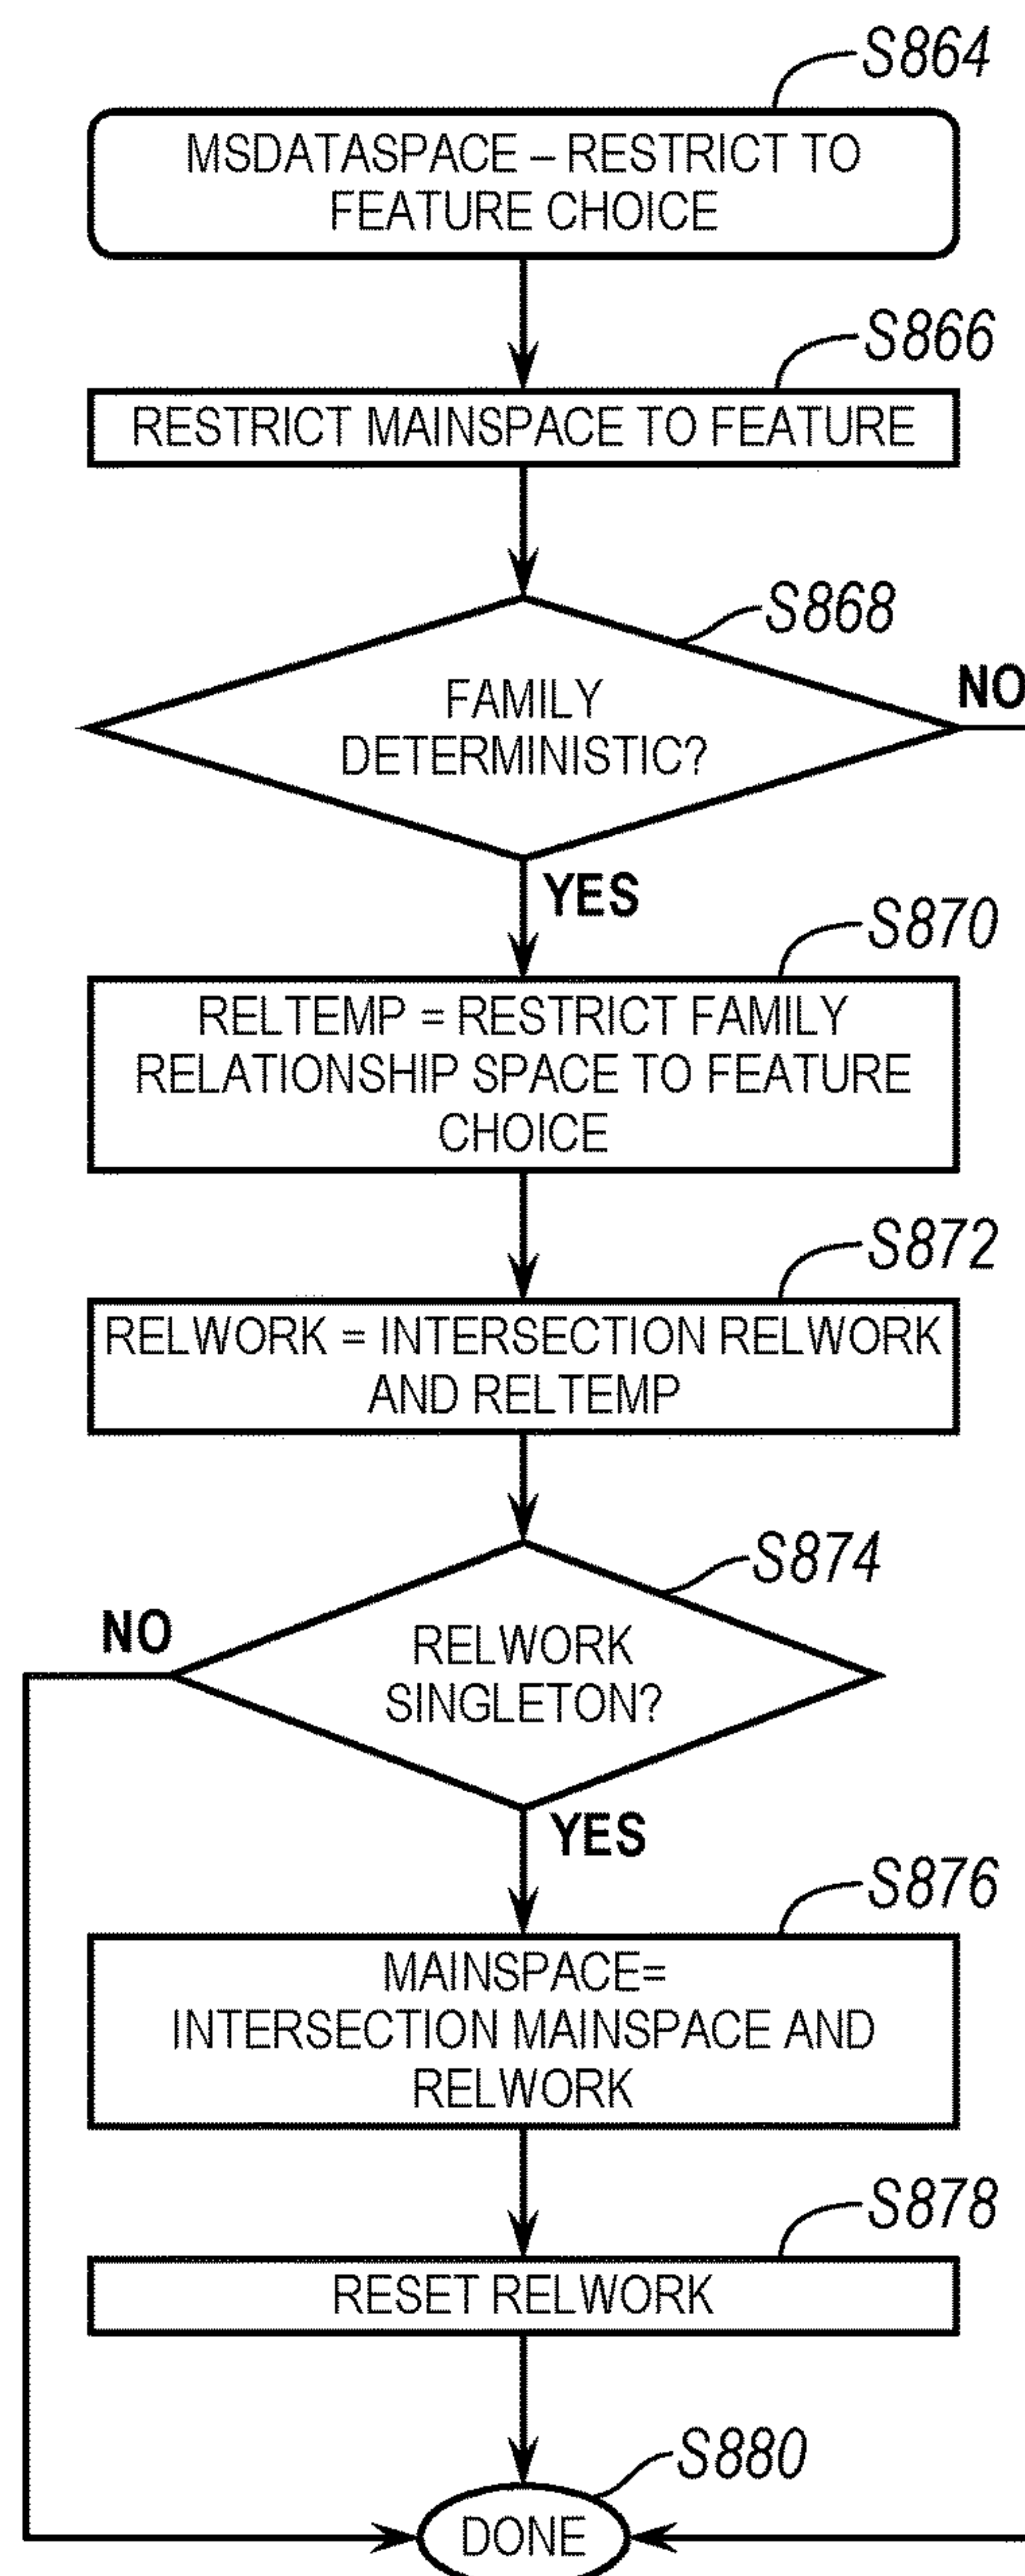 S864
MSDATASPACE – RESTRICT TO
FEATURE CHOICE
S866
RESTRICT MAINSPACE TO FEATURE
S868
FAMILY
DETERMINISTIC?
NO
YES
S870
RELTEMP = RESTRICT FAMILY
RELATIONSHIP SPACE TO FEATURE
CHOICE
S872
RELWORK = INTERSECTION RELWORK
AND RELTEMP
S874
NO
RELWORK
SINGLETON?
YES
S876
MAINSPACE=
INTERSECTION MAINSPACE AND
RELWORK
S878
RESET RELWORK
S880
DONE